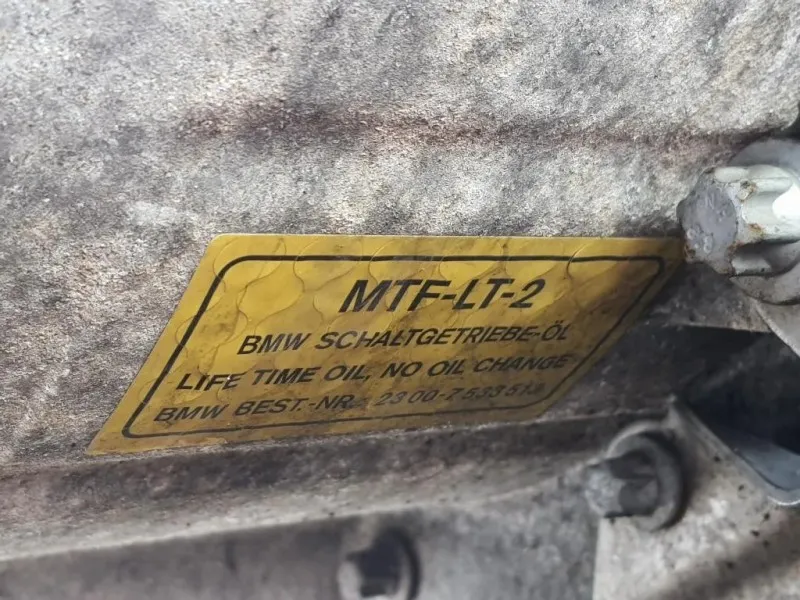 MTF-LT-2
BMW SCHALTGETRIEBE-ÖL
LIFE TIME OIL, NO OIL CHANGE
BMW BEST.-NR.: 23 00-7 533 513